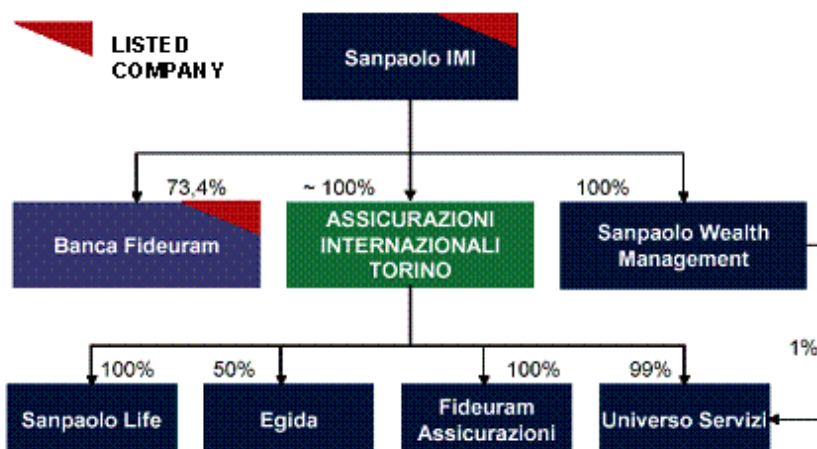 LISTED
COMPANY
Sanpaolo IMI
73,4%
~ 100%
100%
Banca Fideuram
ASSICURAZIONI
INTERNAZIONALI
TORINO
Sanpaolo Wealth
Management
1%
100%
50%
100%
99%
Sanpaolo Life
Egida
Fideuram
Assicurazioni
Universo Servizi